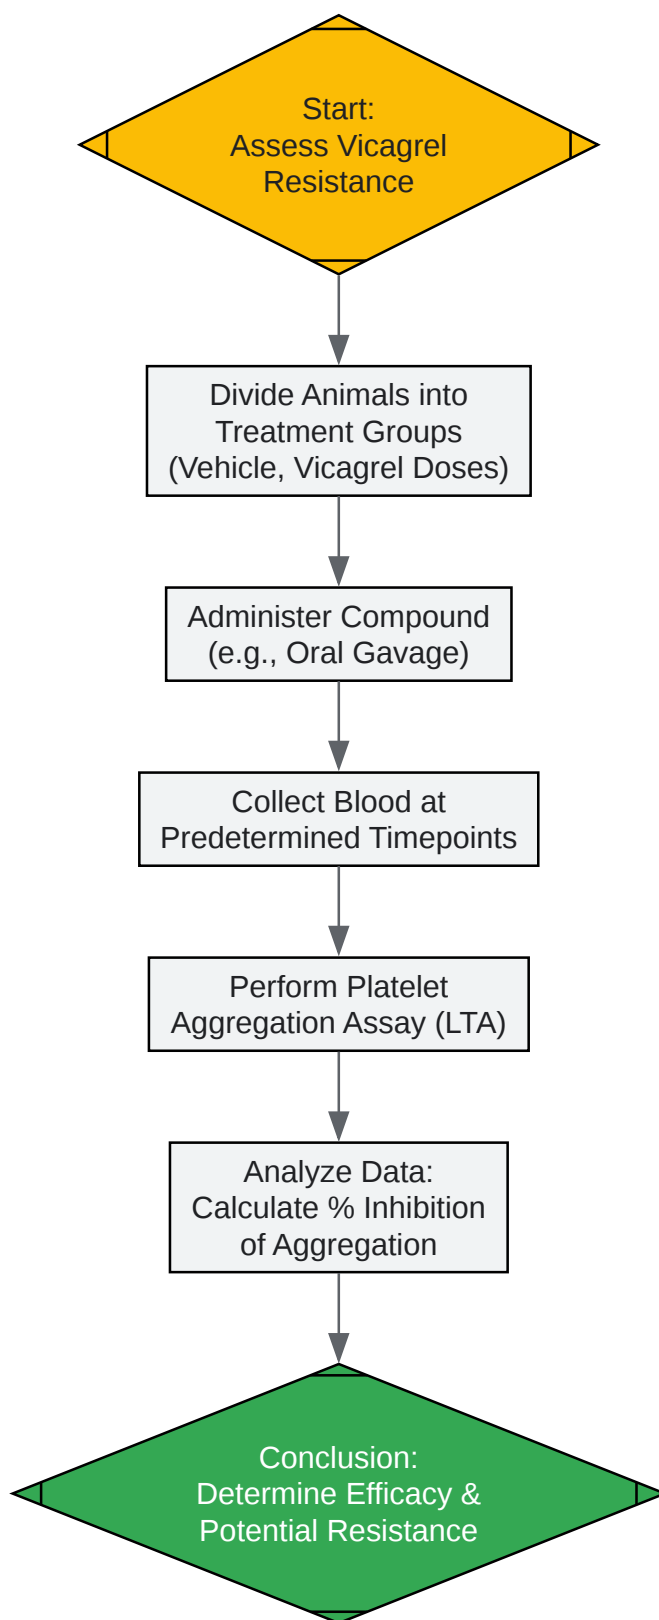 Start:
Assess Vicagrel
Resistance
Divide Animals into
Treatment Groups
(Vehicle, Vicagrel Doses)
Administer Compound
(e.g., Oral Gavage)
Collect Blood at
Predetermined Timepoints
Perform Platelet
Aggregation Assay (LTA)
Analyze Data:
Calculate % Inhibition
of Aggregation
Conclusion:
Determine Efficacy &
Potential Resistance